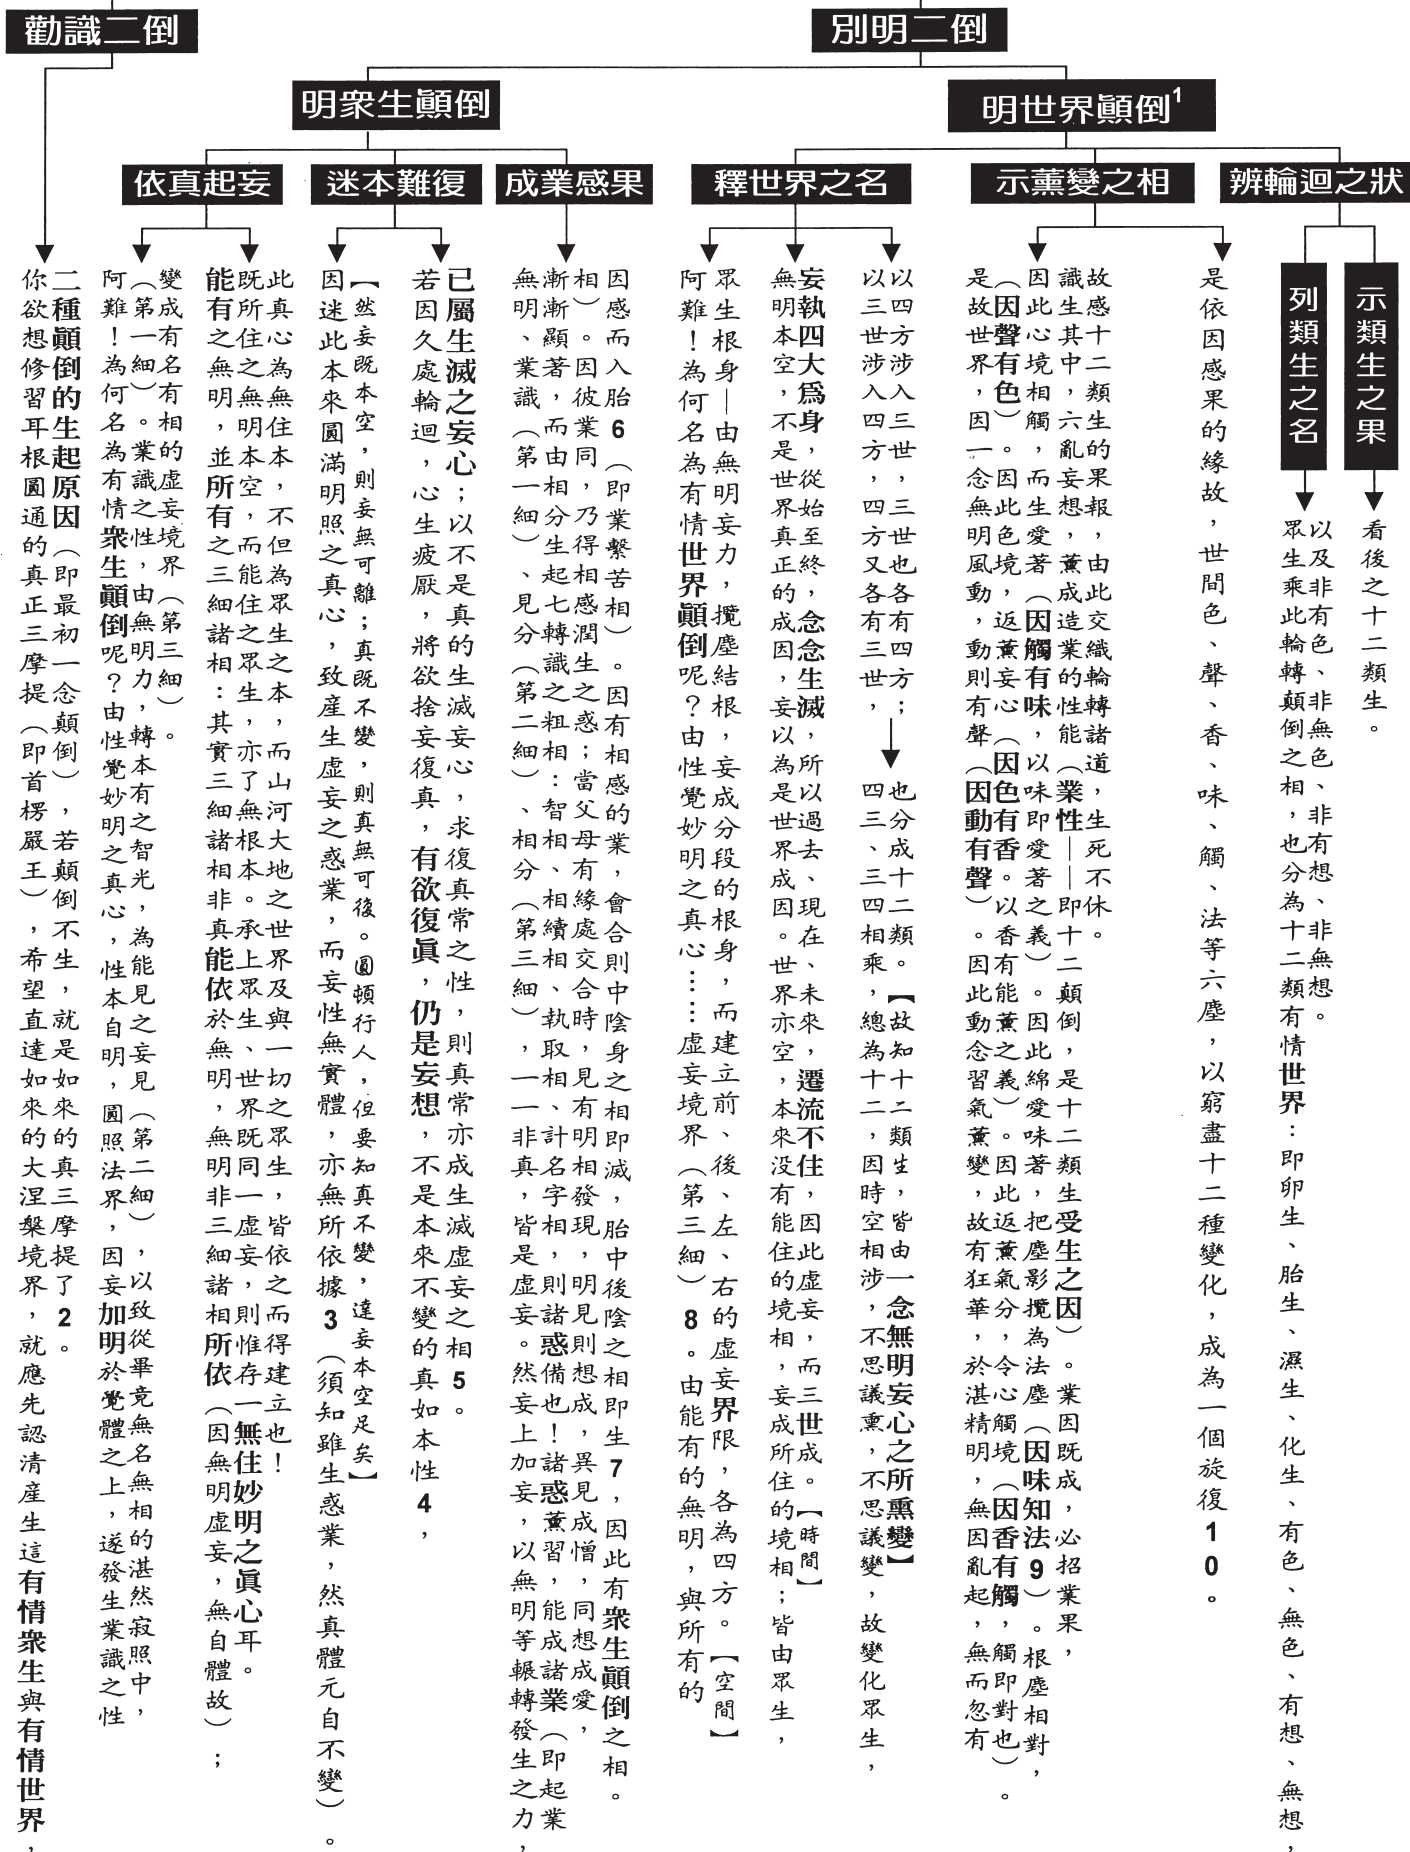 勸識二倒
別明二倒
明眾生顚倒
明世界顚倒1
依真起妄
迷本難復
成業感果
釋世界之名
示薰變之相
辨輪迴之狀
列類生之名
示類生之果
你欲想修習耳根圓通的真正三摩提（即首楞嚴王），希望直達如來的大涅槃境界，就應先認清產生這有情衆生與有情世界，
二種顛倒的生起原因（即最初一念顛倒），若顛倒不生，就是如來的真三摩提了2。
阿難！為何名為有情衆生顚倒呢？由性覺妙明之真心，性本自明，圓照法界，因妄加明於覺體之上，遂發生業識之性
（第一細）。業識之性，由無明力，轉本有之智光，為能見之妄見（第二細），以致從畢竟無名無相的湛然寂照中，
變成有名有相的虛妄境界（第三細）。
能有之無明，並所有之三細諸相：其實三細諸相非真能依於無明，無明非三細諸相所依（因無明虛妄，無自體故）；
既所住之無明本空，而能住之眾生，亦了無根本。承上眾生、世界既同一虛妄，則惟存一無住妙明之眞心耳。
此真心為無住本，不但為眾生之本，而山河大地之世界及與一切之眾生，皆依之而得建立也！
因迷此本來圓滿明照之真心，致產生虛妄之惑業，而妄性無實體，亦無所依據3（須知雖生惑業，然真體元自不變）。
【然妄既本空，則妄無可離；真既不變，則真無可後。圓頓行人，但要知真不變，達妄本空足矣】
若因久處輪迴，心生疲厭，將欲捨妄復真，有欲復眞，仍是妄想，不是本來不變的真如本性4，
已屬生滅之妄心；以不是真的生滅妄心，求復真常之性，則真常亦成生滅虛妄之相5。
無明、業識（第一細）、見分（第二細）、相分（第三細），一一非真，皆是虛妄。然妄上加妄，以無明等輾轉發生之力，
漸漸顯著，而由相分生起七轉識之粗相：智相、相續相、執取相、計名字相，則諸惑備也！諸惑薰習，能成諸業（即起業
相）。因彼業同，乃得相感潤生之惑；當父母有緣處交合時，見有明相發現，明見則想成，異見成憎，同想成愛，
因感而入胎6（即業繫苦相）。因有相感的業，會合則中陰身之相即滅，胎中後陰之相即生7，因此有衆生顚倒之相。
阿難！為何名為有情世界顚倒呢？由性覺妙明之真心……虛妄境界（第三細）8。由能有的無明，與所有的
眾生根身—由無明妄力，攬塵結根，妄成分段的根身，而建立前、後、左、右的虛妄界限，各為四方。【空間】
無明本空，不是世界真正的成因，妄以為是世界成因。世界亦空，本來沒有能住的境相，妄成所住的境相；皆由眾生，
妄執四大爲身，從始至終，念念生滅，所以過去、現在、未來，遷流不住，因此虛妄，而三世成。【時間】
以三世涉入四方，四方又各有三世，
以四方涉入三世，三世也各有四方；
四三、三四相乘，總為十二，因時空相涉，不思議熏，不思議變，故變化眾生，
也分成十二類。【故知十二類生，皆由一念無明妄心之所熏變】
是故世界，因一念無明風動，動則有聲（因動有聲）。因此動念習氣薰變，故有狂華，於湛精明，無因亂起，無而忽有
（因聲有色）。因此色境，返薰妄心（因色有香。以香有能薰之義）。因此返薰氣分，令心觸境（因香有觸，觸即對也）。
因此心境相觸，而生愛著（因觸有味，以味即愛著之義）。因此綿愛味著，把塵影攬為法塵（因味知法9）。根塵相對，
識生其中，六亂妄想，薰成造業的性能（業性——即十二顛倒，是十二類生受生之因）。業因既成，必招業果，
故感十二類生的果報，由此交織輪轉諸道，生死不休。
是依因感果的緣故，世間色、聲、香、味、觸、法等六塵，以窮盡十二種變化，成為一個旋復10。
眾生乘此輪轉顛倒之相，也分為十二類有情世界：即卵生、胎生、濕生、化生、有色、無色、有想、無想，
以及非有色、非無色、非有想、非無想。
看後之十二類生。